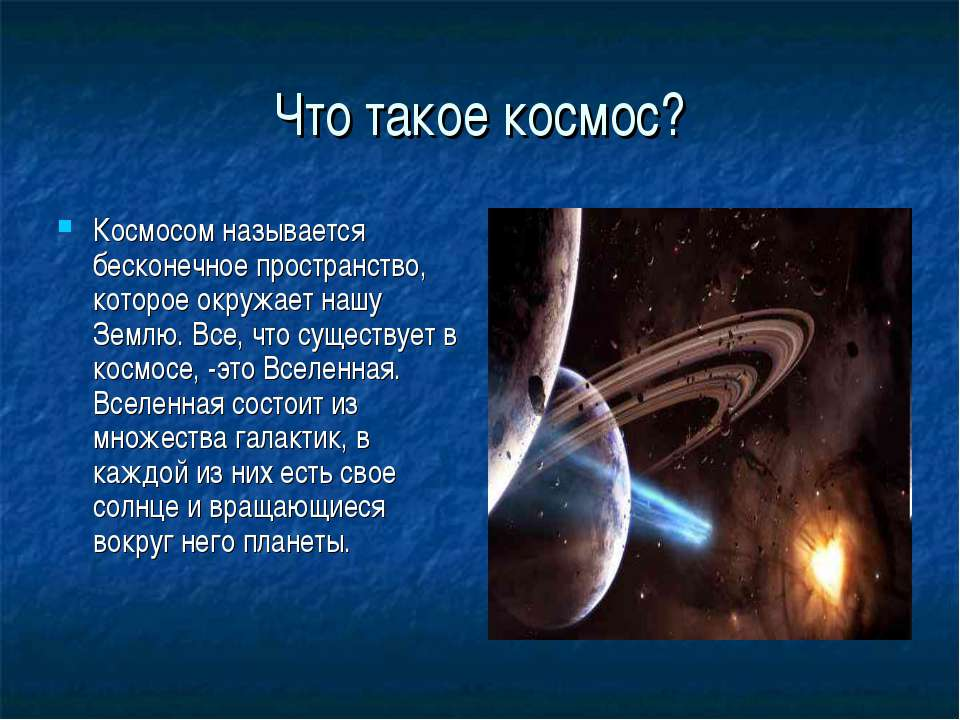 Что такое космос?
Космосом называется
бесконечное пространство,
которое окружает нашу
Землю. Все, что существует в
космосе, -это Вселенная.
Вселенная состоит из
множества галактик, в
каждой из них есть свое
солнце и вращающиеся
вокруг него планеты.